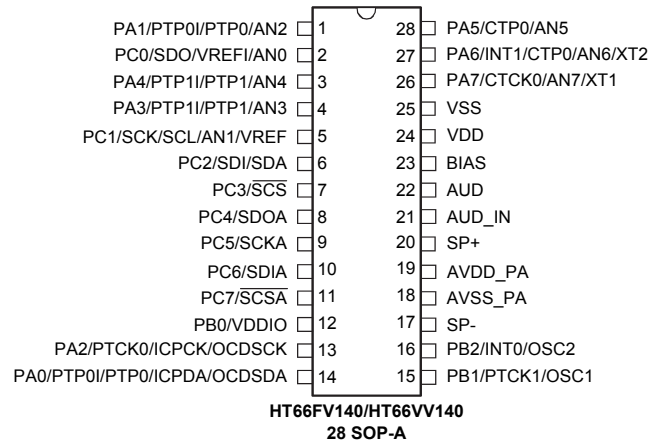 PA1/PTP0I/PTP0/AN2 1 28 PA5/CTP0/AN5
PC0/SDO/VREFI/AN0 2 27 PA6/INT1/CTP0/AN6/XT2
PA4/PTP1I/PTP1/AN4 3 26 PA7/CTCK0/AN7/XT1
PA3/PTP1I/PTP1/AN3 4 25 VSS
PC1/SCK/SCL/AN1/VREF 5 24 VDD
PC2/SDI/SDA 6 23 BIAS
PC3/SCS 7 22 AUD
PC4/SDOA 8 21 AUD_IN
PC5/SCKA 9 20 SP+
PC6/SDIA 10 19 AVDD_PA
PC7/SCSA 11 18 AVSS_PA
PB0/VDDIO 12 17 SP-
PA2/PTCK0/ICPCK/OCDSCK 13 16 PB2/INT0/OSC2
PA0/PTP0I/PTP0/ICPDA/OCDSDA 14 15 PB1/PTCK1/OSC1
HT66FV140/HT66VV140
28 SOP-A